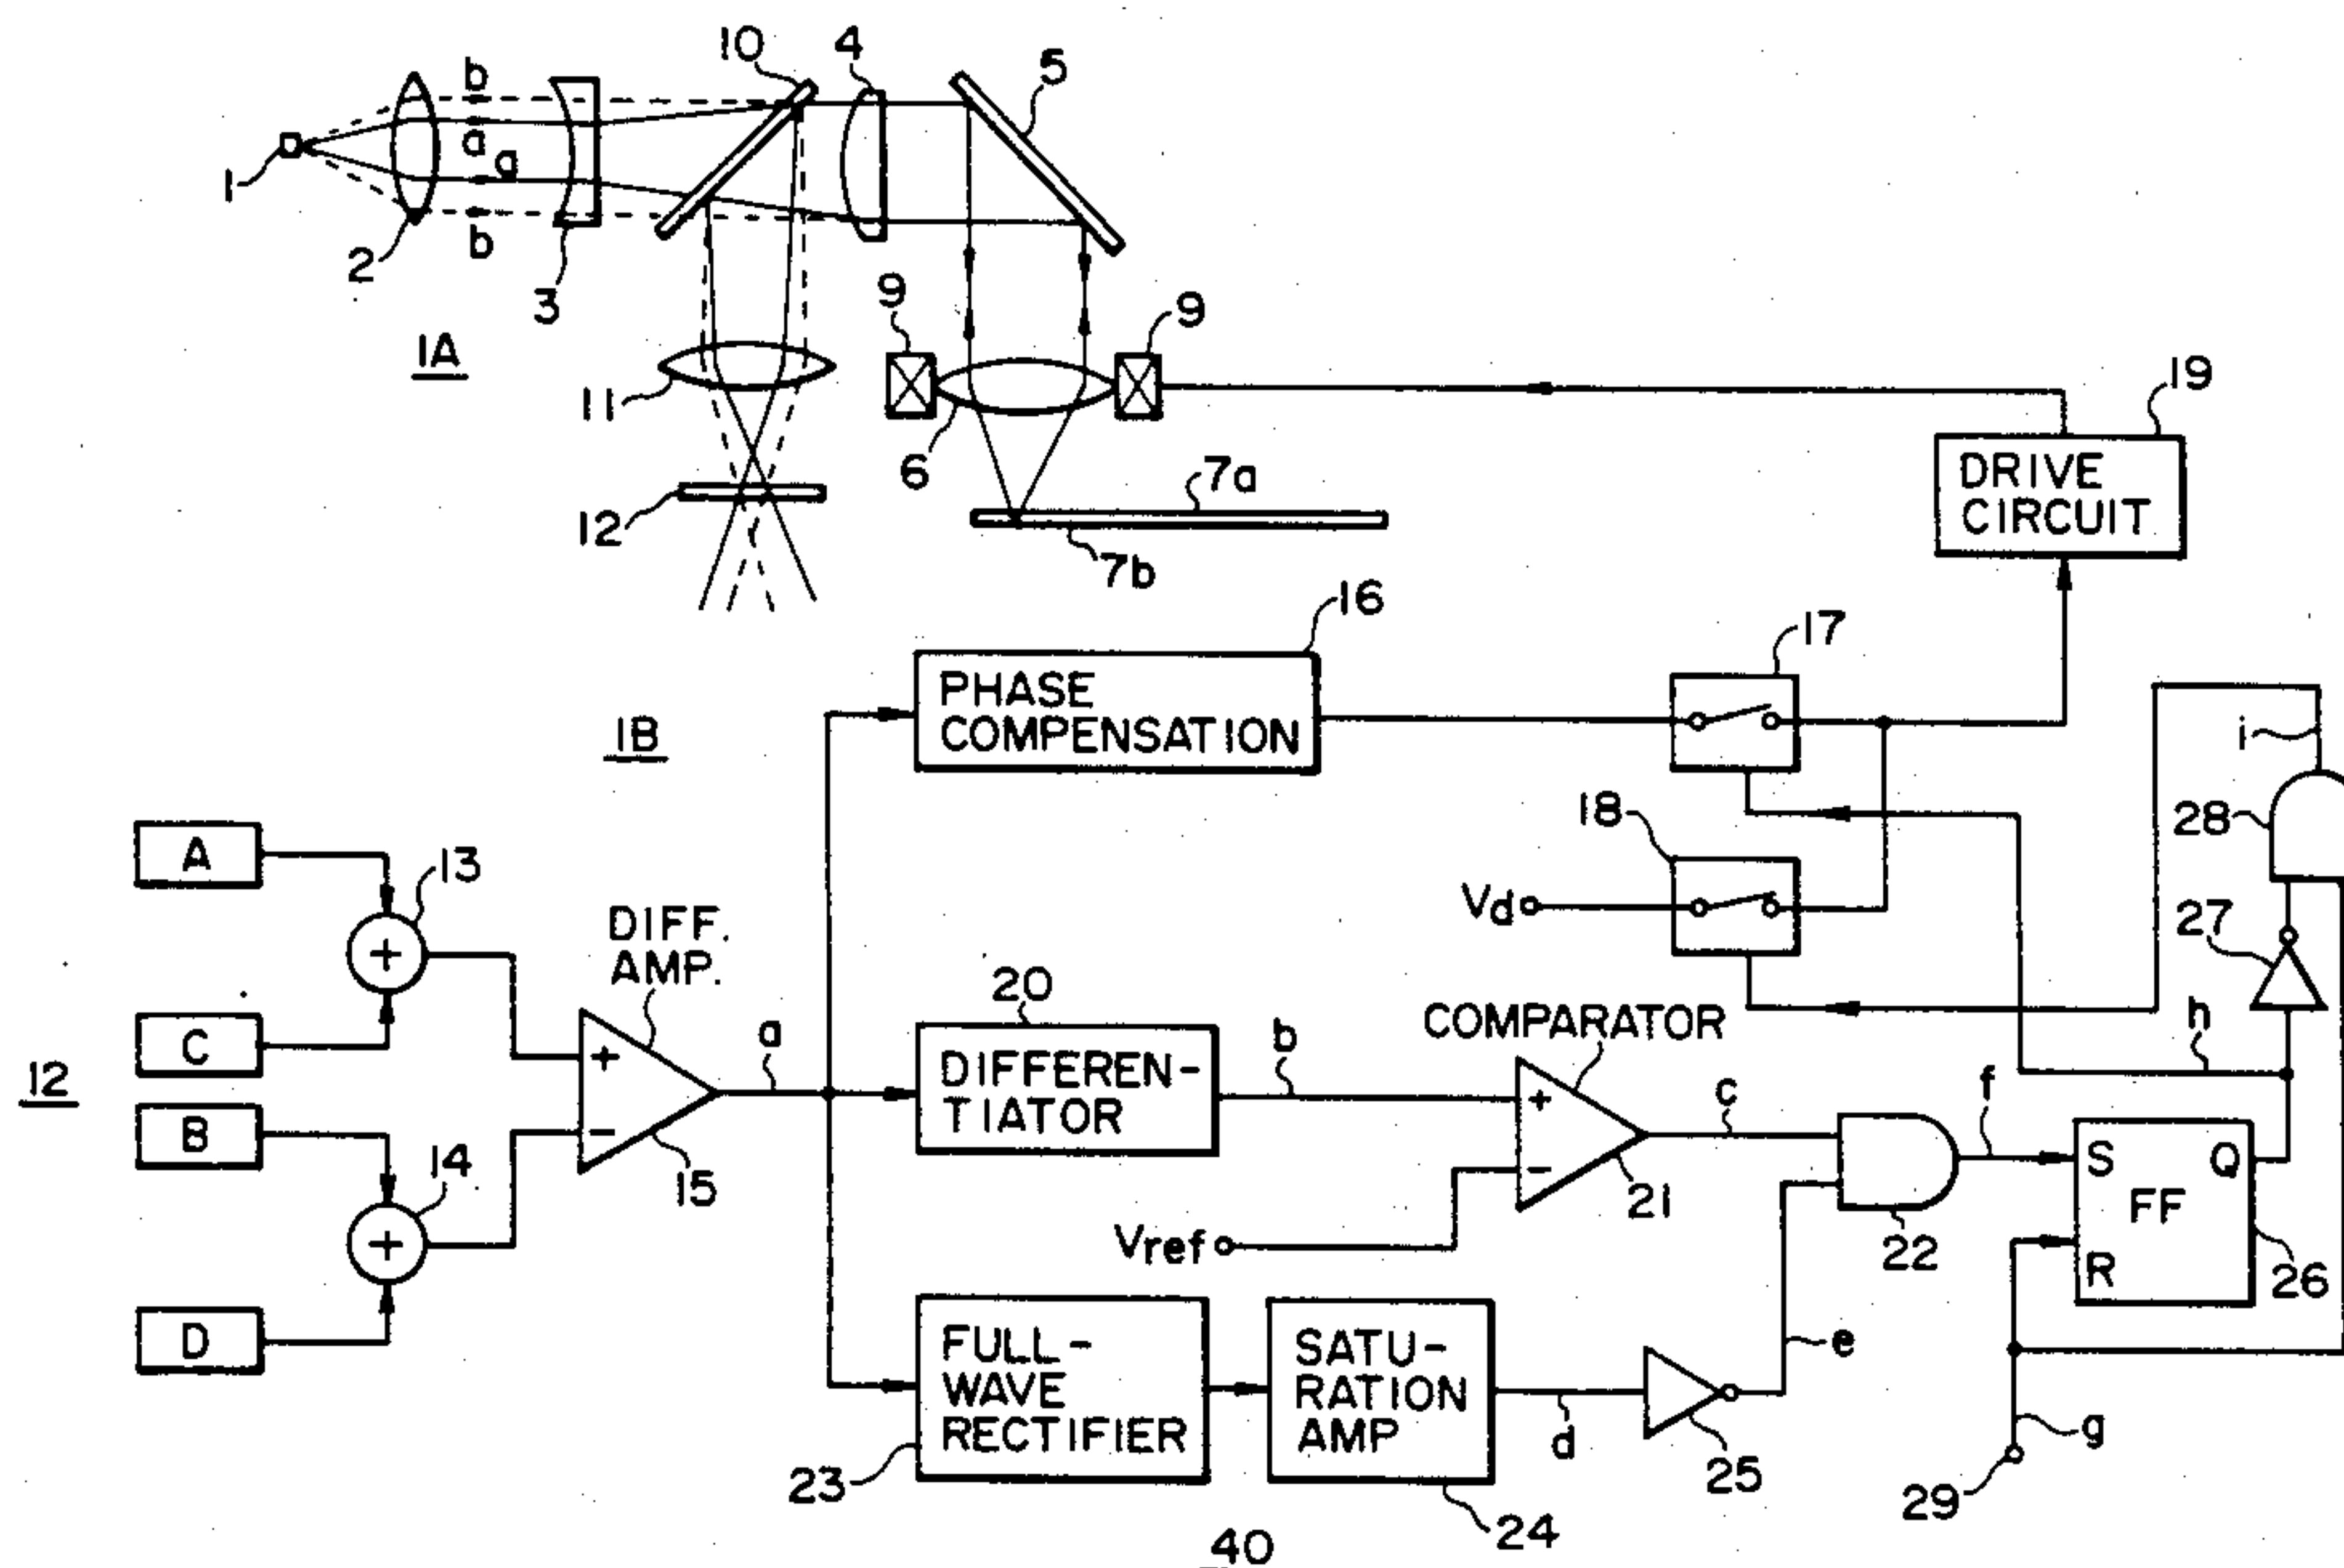 10
4
5
b
a
a
b
1
2
3
9
9
1A
11
6
12
7a
7b
19
DRIVE
CIRCUIT
16
17
PHASE
COMPENSATION
1B
i
28
18
Vd
27
A
13
C
DIFF.
AMP.
a
20
DIFFEREN-
TIATOR
b
COMPARATOR
h
12
B
14
D
+
+
+
-
15
Vref
+
-
21
c
f
22
S
Q
FF
R
26
FULL-
WAVE
RECTIFIER
23
SATU-
RATION
AMP
24
d
25
e
g
29
40